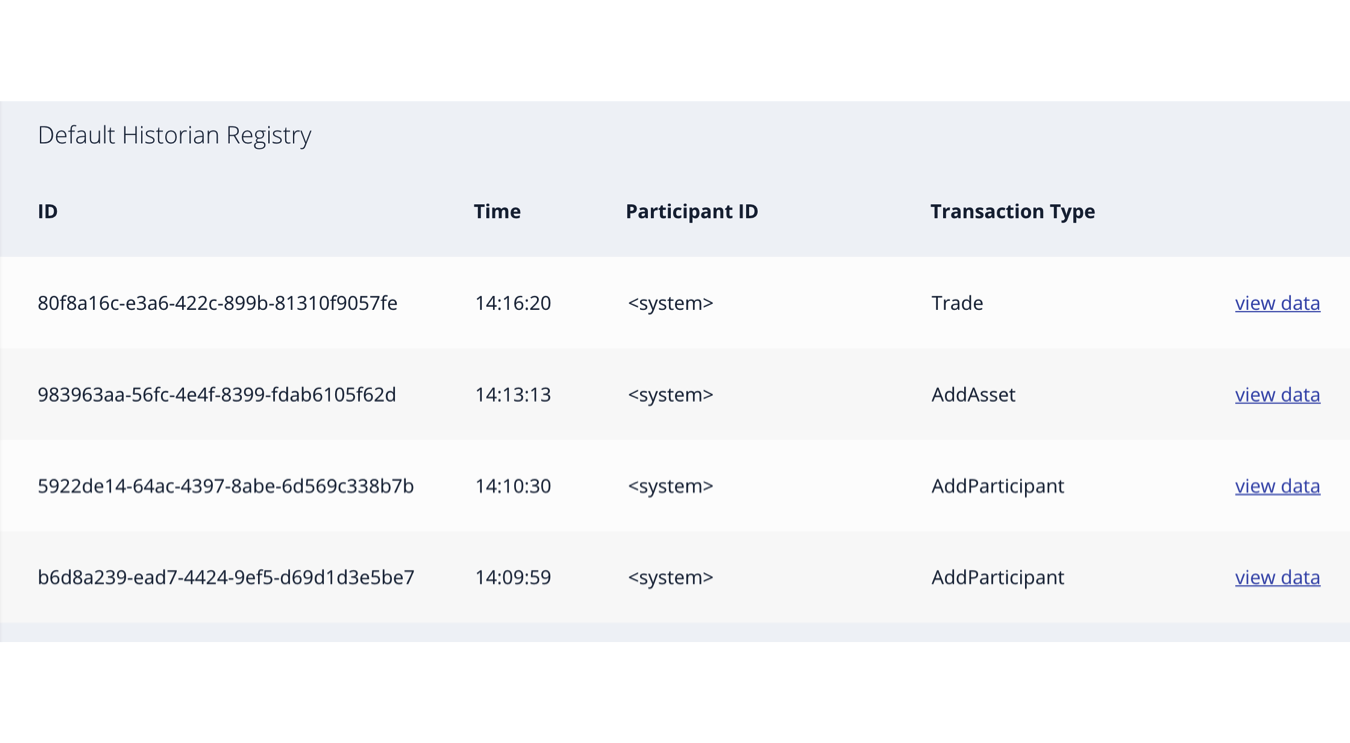 Default Historian Registry
ID Time Participant ID Transaction Type
80f8a16c-e3a6-422c-899b-81310f9057fe 14:16:20 <system> Trade view data
983963aa-56fc-4e4f-8399-fdab6105f62d 14:13:13 <system> AddAsset view data
5922de14-64ac-4397-8abe-6d569c338b7b 14:10:30 <system> AddParticipant view data
b6d8a239-ead7-4424-9ef5-d69d1d3e5be7 14:09:59 <system> AddParticipant view data